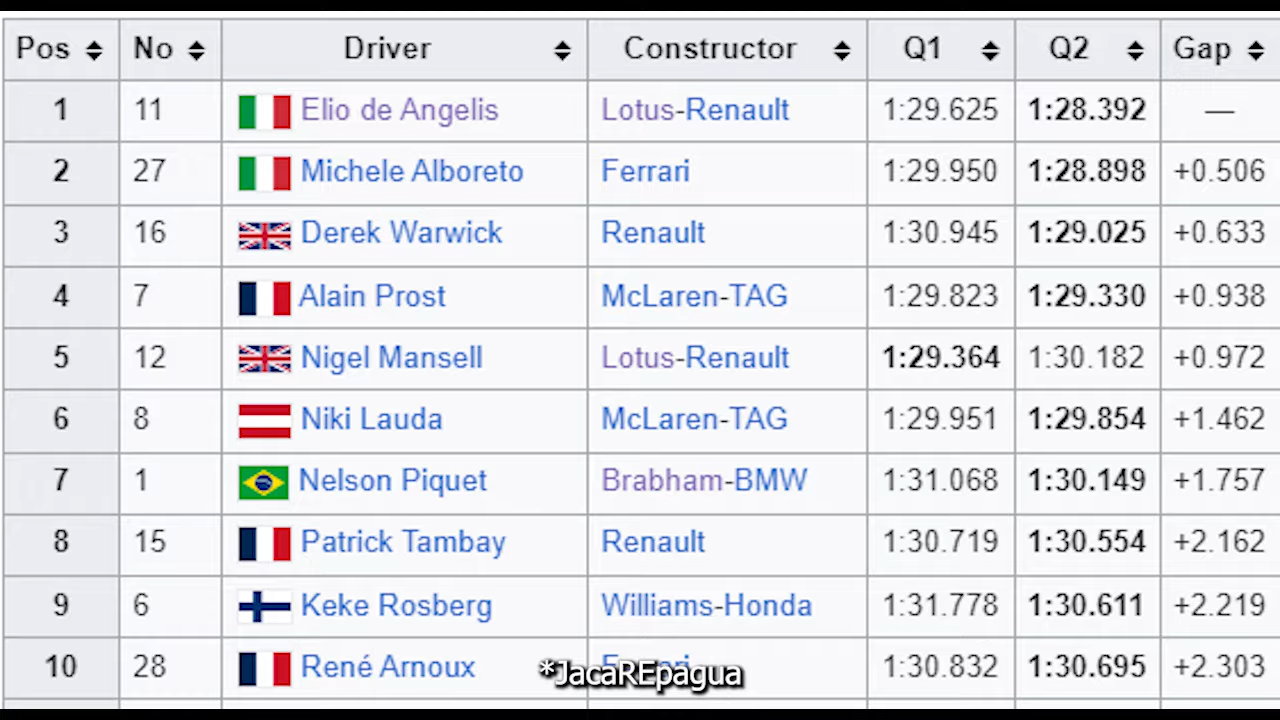 Pos No Driver Constructor Q1 Q2 Gap
1 11 Elio de Angelis Lotus-Renault 1:29.625 1:28.392 —
2 27 Michele Alboreto Ferrari 1:29.950 1:28.898 +0.506
3 16 Derek Warwick Renault 1:30.945 1:29.025 +0.633
4 7 Alain Prost McLaren-TAG 1:29.823 1:29.330 +0.938
5 12 Nigel Mansell Lotus-Renault 1:29.364 1:30.182 +0.972
6 8 Niki Lauda McLaren-TAG 1:29.951 1:29.854 +1.462
7 1 Nelson Piquet Brabham-BMW 1:31.068 1:30.149 +1.757
8 15 Patrick Tambay Renault 1:30.719 1:30.554 +2.162
9 6 Keke Rosberg Williams-Honda 1:31.778 1:30.611 +2.219
10 28 René Arnoux Ferrari 1:30.832 1:30.695 +2.303
*JacaREpagua